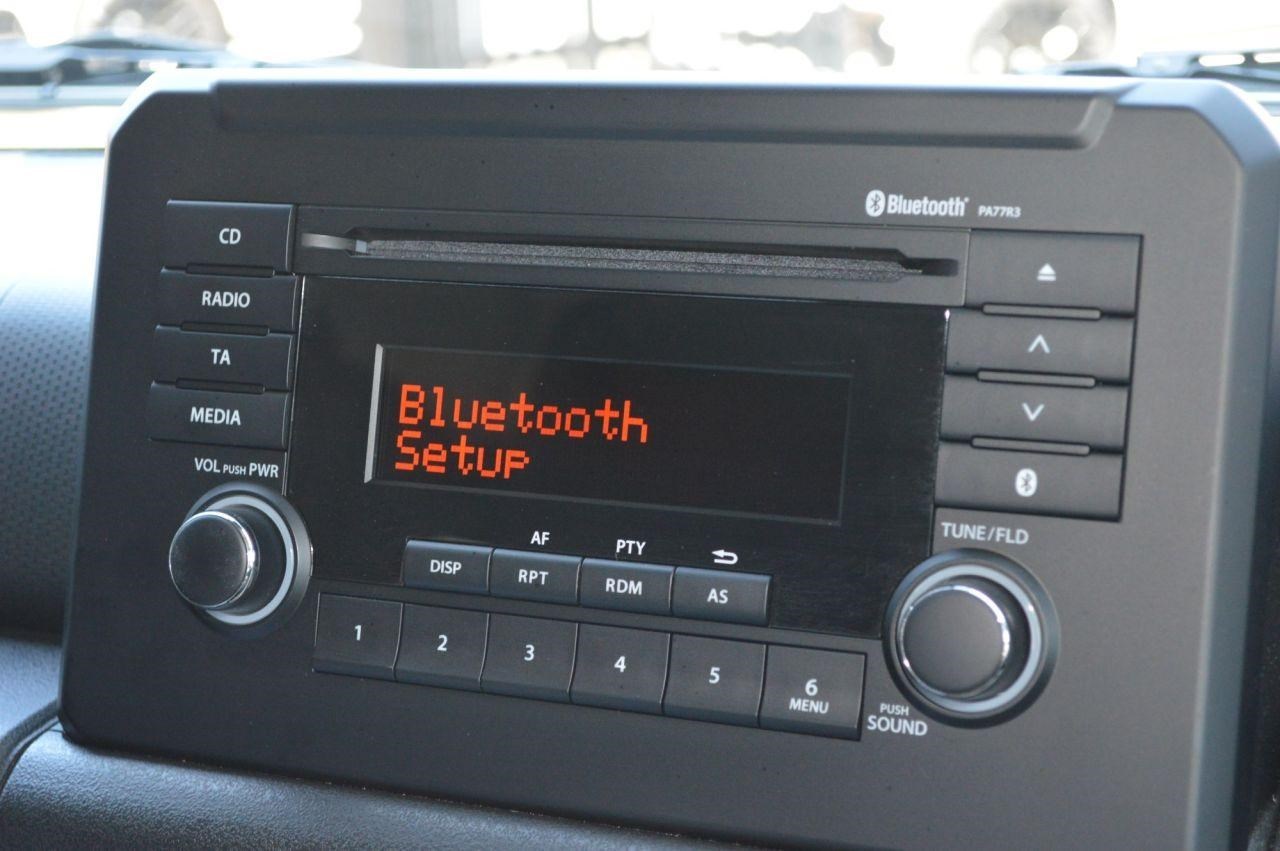 Bluetooth® PA77R3
CD
RADIO
TA
MEDIA
VOL PUSH PWR
Bluetooth
Setup
TUNE/FLD
AF PTY
DISP RPT RDM AS
1 2 3 4 5 6
MENU
PUSH
SOUND